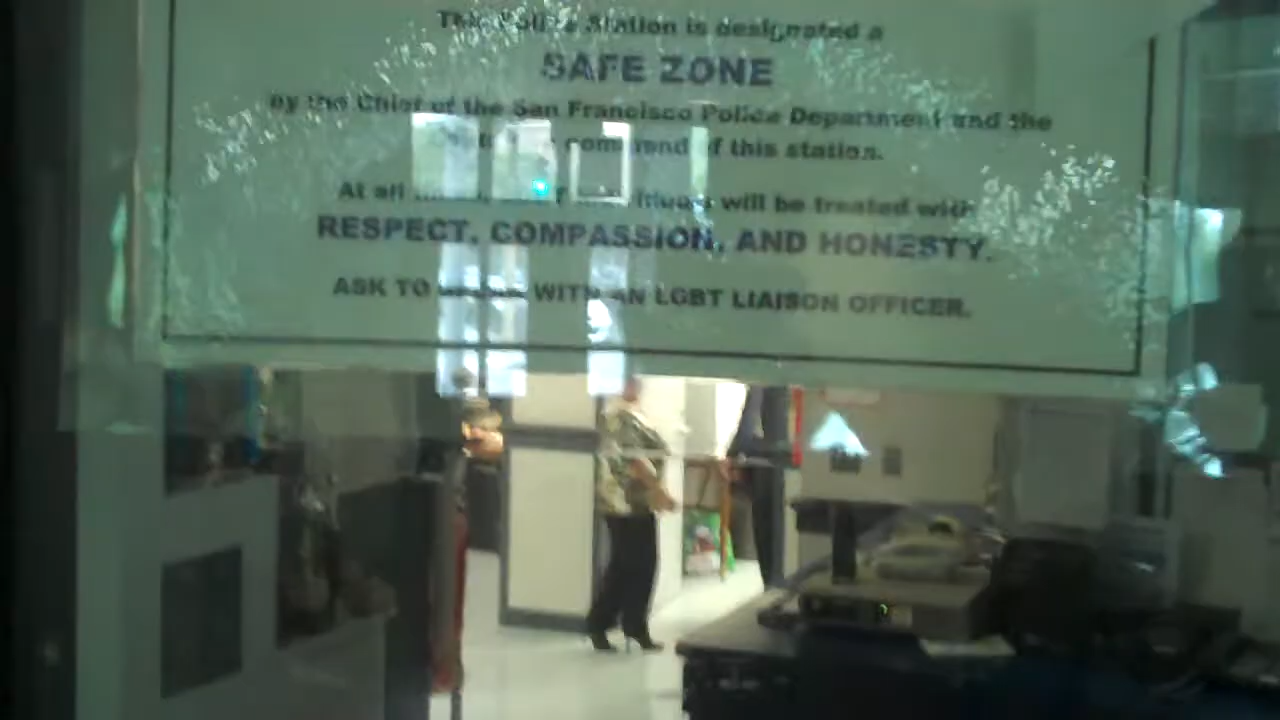 This Police Station is designated a
SAFE ZONE
by the Chief of the San Francisco Police Department and the
command of this station.
At all will be treated with
RESPECT, COMPASSION, AND HONESTY.
ASK TO WITH AN LGBT LIAISON OFFICER.